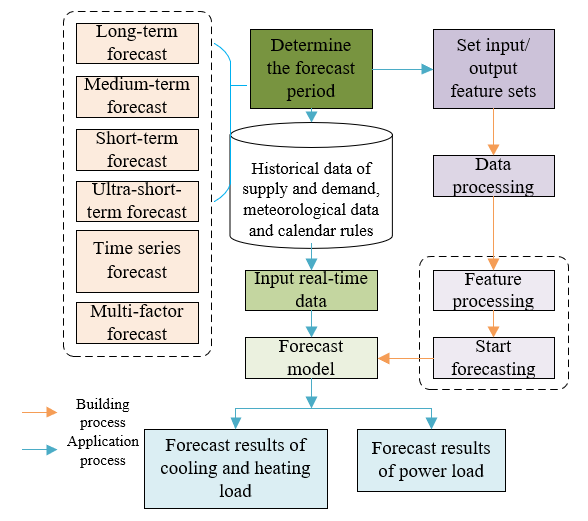 Long-term
forecast
Medium-term
forecast
Short-term
forecast
Ultra-short-
term forecast
Time series
forecast
Multi-factor
forecast
Determine
the forecast
period
Set input/
output
feature sets
Historical data of
supply and demand,
meteorological data
and calendar rules
Data
processing
Input real-time
data
Feature
processing
Forecast
model
Start
forecasting
Building
process
Application
process
Forecast results of
cooling and heating
load
Forecast results
of power load